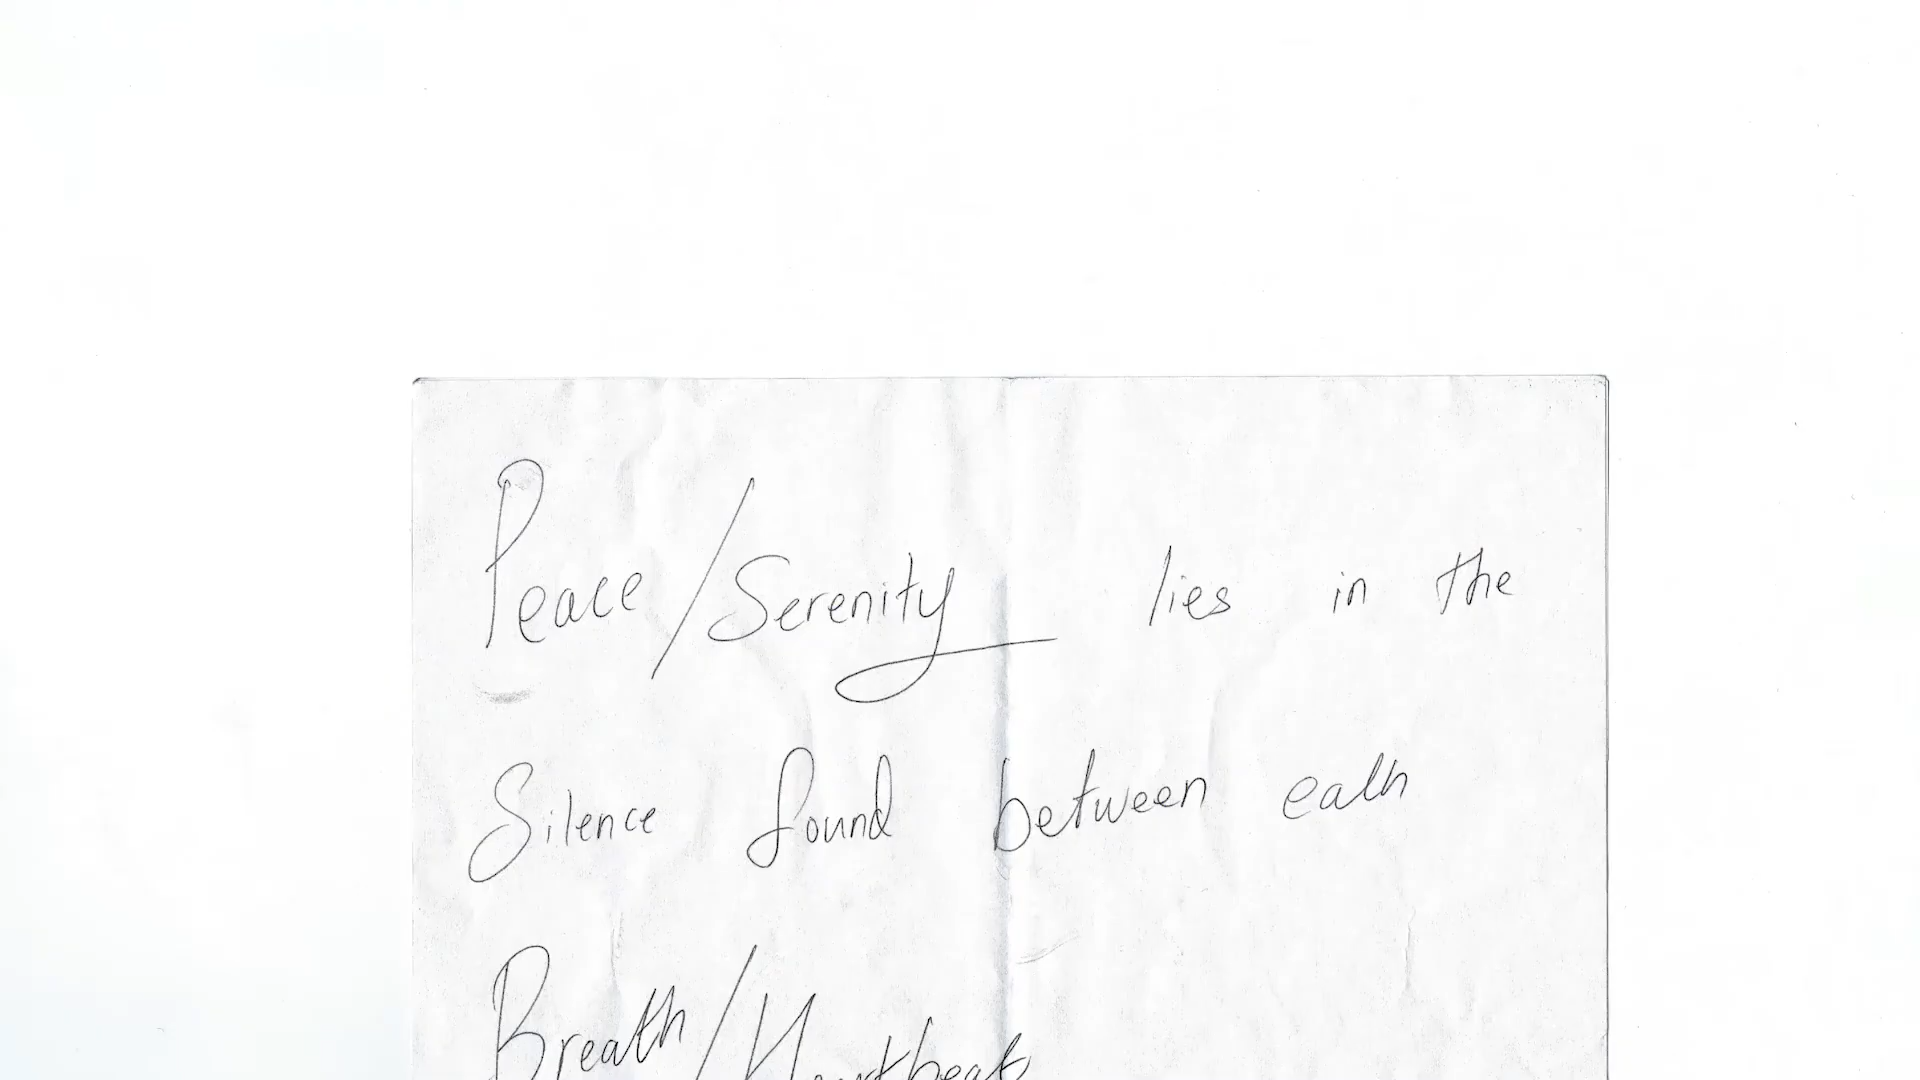 Peace/Serenity lies in the
Silence found between each
Breath/Heartbeat